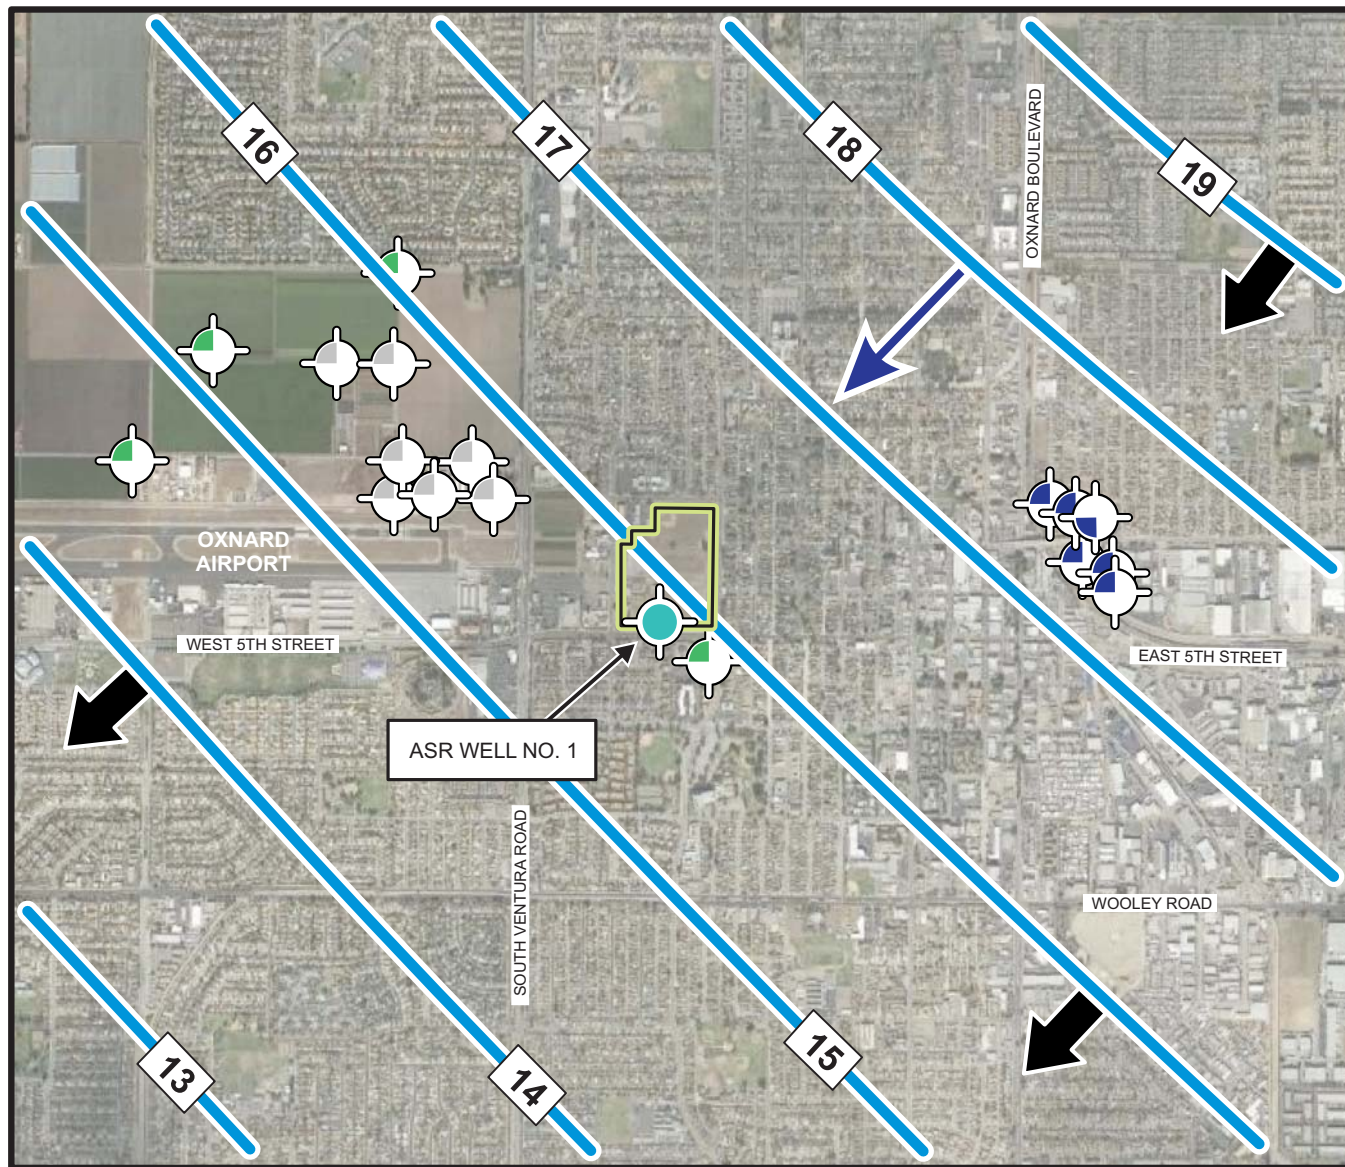 16
17
18
19
OXNARD BOULEVARD
OXNARD
AIRPORT
WEST 5TH STREET
EAST 5TH STREET
ASR WELL NO. 1
SOUTH VENTURA ROAD
WOOLEY ROAD
13
14
15